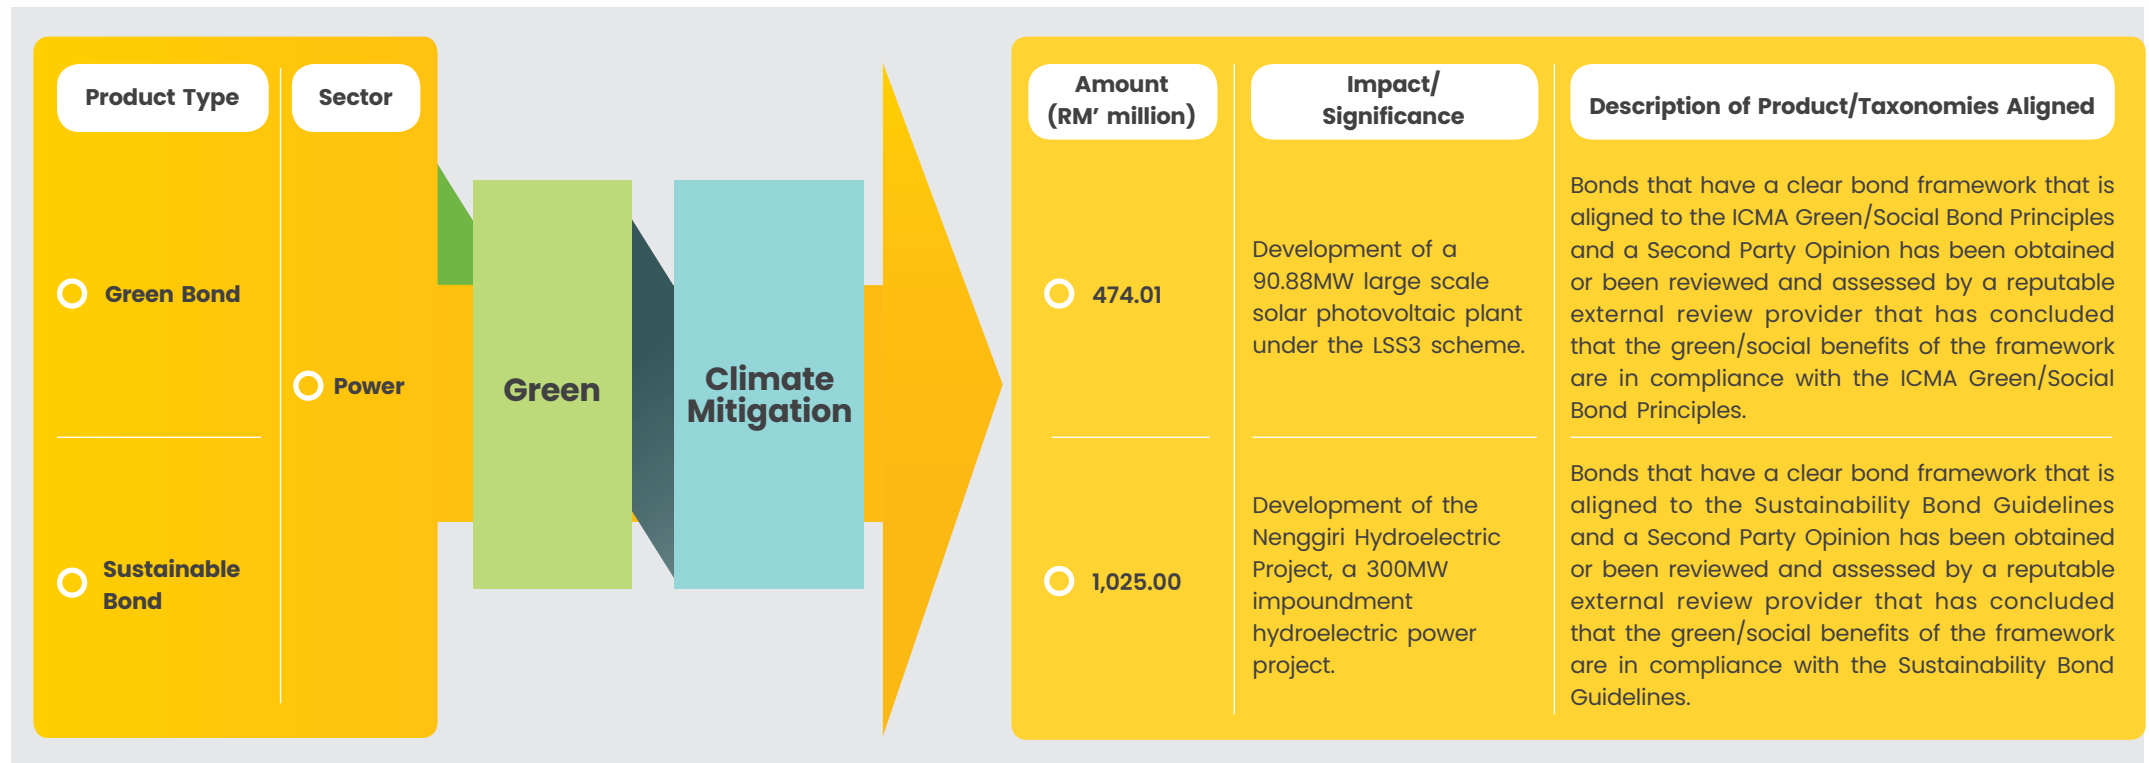 Product Type
Sector
Green Bond
Sustainable
Bond
Power
Green
Climate
Mitigation
Amount
(RM’ million)
Impact/
Significance
Description of Product/Taxonomies Aligned
474.01
Development of a
90.88MW large scale
solar photovoltaic plant
under the LSS3 scheme.
Bonds that have a clear bond framework that is
aligned to the ICMA Green/Social Bond Principles
and a Second Party Opinion has been obtained
or been reviewed and assessed by a reputable
external review provider that has concluded
that the green/social benefits of the framework
are in compliance with the ICMA Green/Social
Bond Principles.
1,025.00
Development of the
Nenggiri Hydroelectric
Project, a 300MW
impoundment
hydroelectric power
project.
Bonds that have a clear bond framework that is
aligned to the Sustainability Bond Guidelines
and a Second Party Opinion has been obtained
or been reviewed and assessed by a reputable
external review provider that has concluded
that the green/social benefits of the framework
are in compliance with the Sustainability Bond
Guidelines.